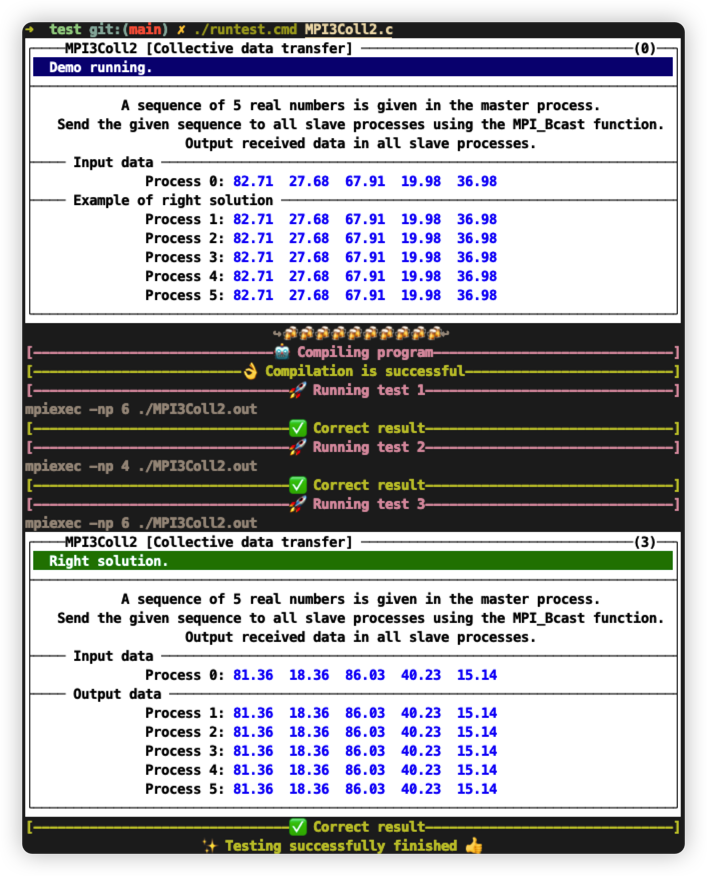 → test git:(main) ✗ ./runtest.cmd MPI3Coll2.c
MPI3Coll2 [Collective data transfer] (0)
Demo running.
A sequence of 5 real numbers is given in the master process.
Send the given sequence to all slave processes using the MPI_Bcast function.
Output received data in all slave processes.
Input data
Process 0: 82.71 27.68 67.91 19.98 36.98
Example of right solution
Process 1: 82.71 27.68 67.91 19.98 36.98
Process 2: 82.71 27.68 67.91 19.98 36.98
Process 3: 82.71 27.68 67.91 19.98 36.98
Process 4: 82.71 27.68 67.91 19.98 36.98
Process 5: 82.71 27.68 67.91 19.98 36.98
[Compiling program]
[👌 Compilation is successful]
[🚀 Running test 1]
mpiexec -np 6 ./MPI3Coll2.out
[✅ Correct result]
[🚀 Running test 2]
mpiexec -np 4 ./MPI3Coll2.out
[✅ Correct result]
[🚀 Running test 3]
mpiexec -np 6 ./MPI3Coll2.out
MPI3Coll2 [Collective data transfer] (3)
Right solution.
A sequence of 5 real numbers is given in the master process.
Send the given sequence to all slave processes using the MPI_Bcast function.
Output received data in all slave processes.
Input data
Process 0: 81.36 18.36 86.03 40.23 15.14
Output data
Process 1: 81.36 18.36 86.03 40.23 15.14
Process 2: 81.36 18.36 86.03 40.23 15.14
Process 3: 81.36 18.36 86.03 40.23 15.14
Process 4: 81.36 18.36 86.03 40.23 15.14
Process 5: 81.36 18.36 86.03 40.23 15.14
[✅ Correct result]
✨ Testing successfully finished 👍